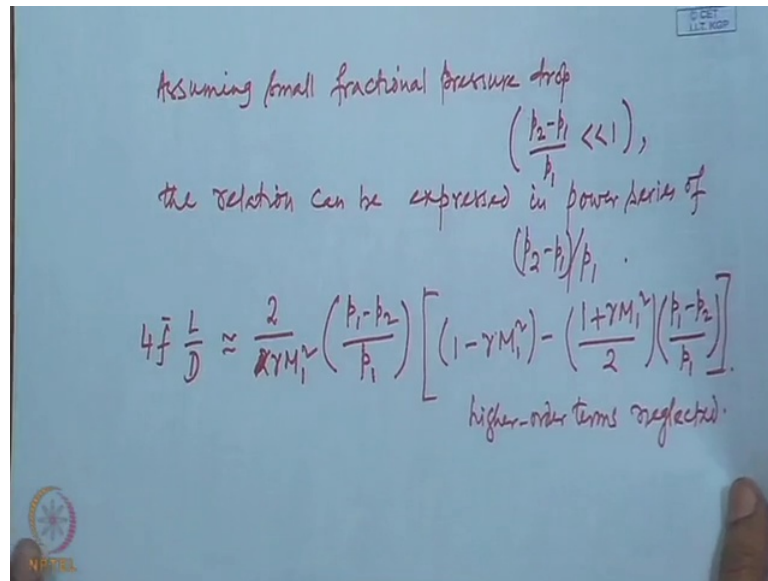 © CET
I.I.T. KGP
Assuming small fractional pressure drop
(p₂-p₁/p₁ <<1),
the relation can be expressed in power series of
(p₂-p₁)/p₁ .
4f̄ L/D ≈ 2/γM₁² (p₁-p₂/p₁) [(1-γM₁²)-(1+γM₁²/2)(p₁-p₂/p₁)].
higher-order terms neglected.
NPTEL